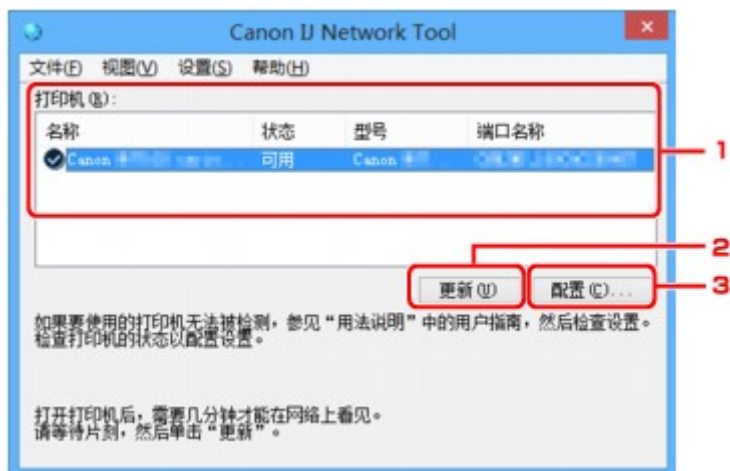 Canon IJ Network Tool
文件(F) 视图(V) 设置(S) 帮助(H)
打印机(R):
名称 状态 型号 端口名称
Canon 可用 Canon
1
2
更新(U) 配置(C)...
3
如果要使用的打印机无法被检测，参见“用法说明”中的用户指南，然后检查设置。
检查打印机的状态以配置设置。
打开打印机后，需要几分钟才能在网络上看见。
请等待片刻，然后单击“更新”。